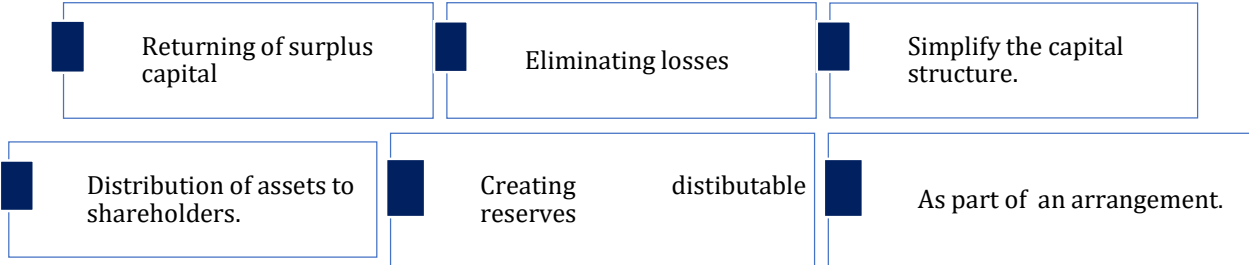 Returning of surplus
capital
Eliminating losses
Simplify the capital
structure.
Distribution of assets to
shareholders.
Creating distibutable
reserves
As part of an arrangement.